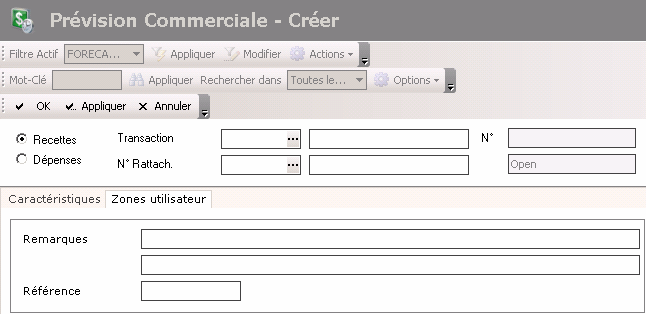 Prévision Commerciale - Créer
Filtre Actif FORECA... Appliquer Modifier Actions
Mot-Clé Appliquer Rechercher dans Toutes le... Options
OK Appliquer Annuler
Recettes Transaction ... N°
Dépenses N° Rattach. ... Open
Caractéristiques Zones utilisateur
Remarques
Référence